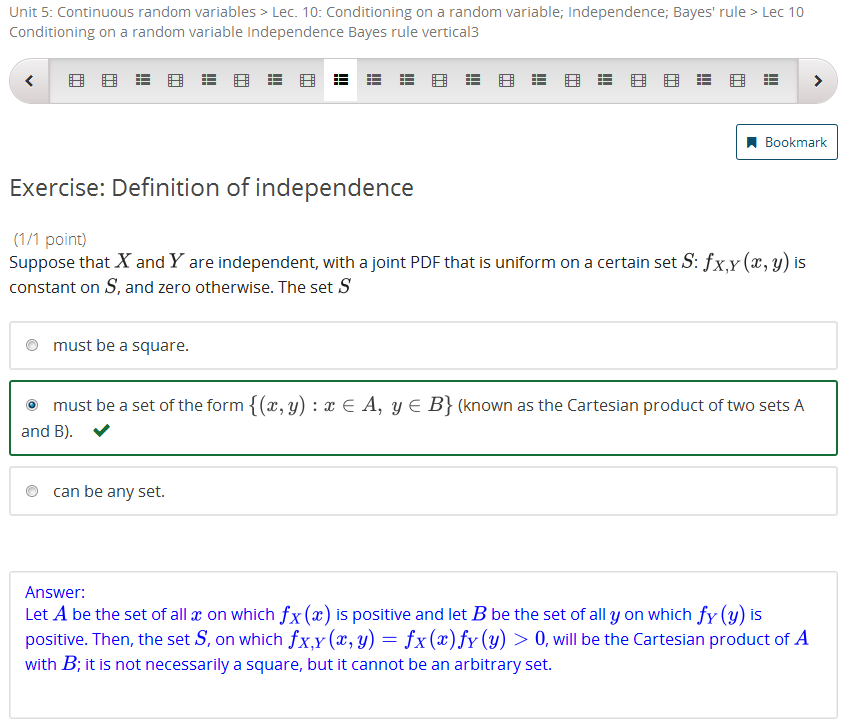 Unit 5: Continuous random variables > Lec. 10: Conditioning on a random variable; Independence; Bayes' rule > Lec 10
Conditioning on a random variable Independence Bayes rule vertical3
Bookmark
Exercise: Definition of independence
(1/1 point)
Suppose that X and Y are independent, with a joint PDF that is uniform on a certain set S: f_{X,Y}(x, y) is
constant on S, and zero otherwise. The set S
must be a square.
must be a set of the form {(x, y) : x ∈ A, y ∈ B} (known as the Cartesian product of two sets A
and B). ✔
can be any set.
Answer:
Let A be the set of all x on which f_X(x) is positive and let B be the set of all y on which f_Y(y) is
positive. Then, the set S, on which f_{X,Y}(x, y) = f_X(x)f_Y(y) > 0, will be the Cartesian product of A
with B; it is not necessarily a square, but it cannot be an arbitrary set.